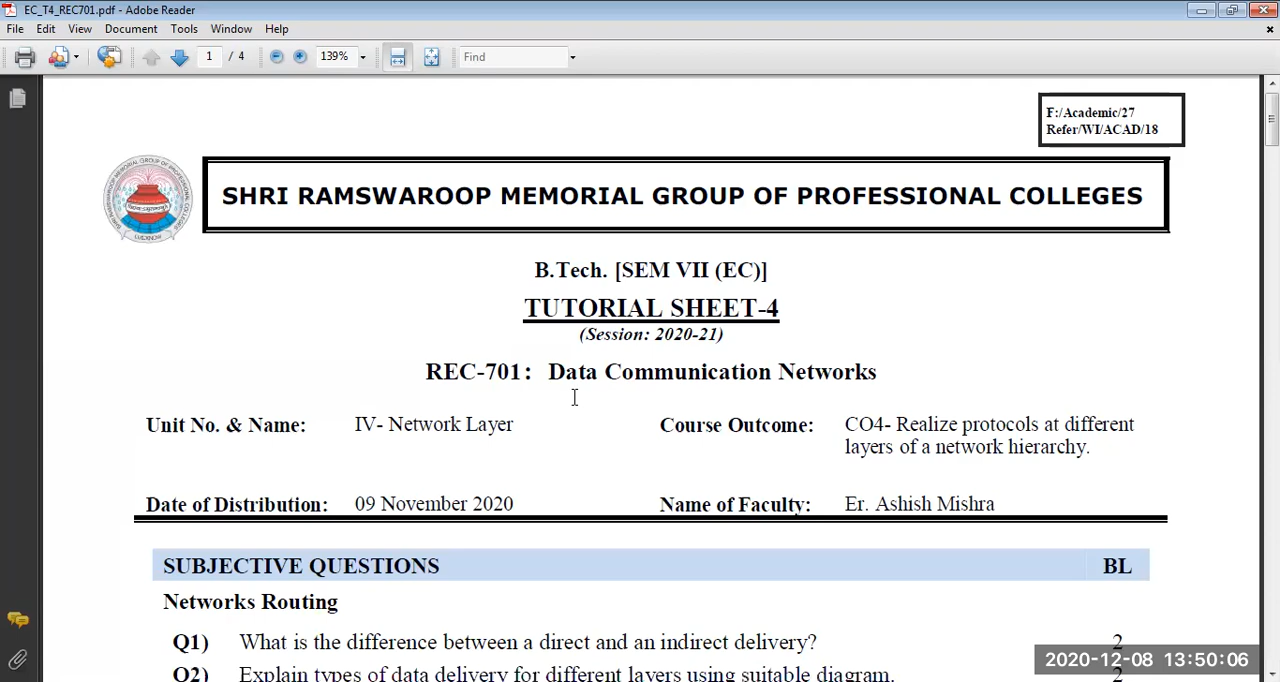 EC_T4_REC701.pdf - Adobe Reader
File Edit View Document Tools Window Help
1 / 4 139% Find
F:/Academic/27
Refer/WI/ACAD/18
SHRI RAMSWAROOP MEMORIAL GROUP OF PROFESSIONAL COLLEGES
B.Tech. [SEM VII (EC)]
TUTORIAL SHEET-4
(Session: 2020-21)
REC-701: Data Communication Networks
Unit No. & Name: IV- Network Layer Course Outcome: CO4- Realize protocols at different
layers of a network hierarchy.
Date of Distribution: 09 November 2020 Name of Faculty: Er. Ashish Mishra
SUBJECTIVE QUESTIONS BL
Networks Routing
Q1) What is the difference between a direct and an indirect delivery? 2
Q2) Explain types of data delivery for different layers using suitable diagram. 2
2020-12-08 13:50:06